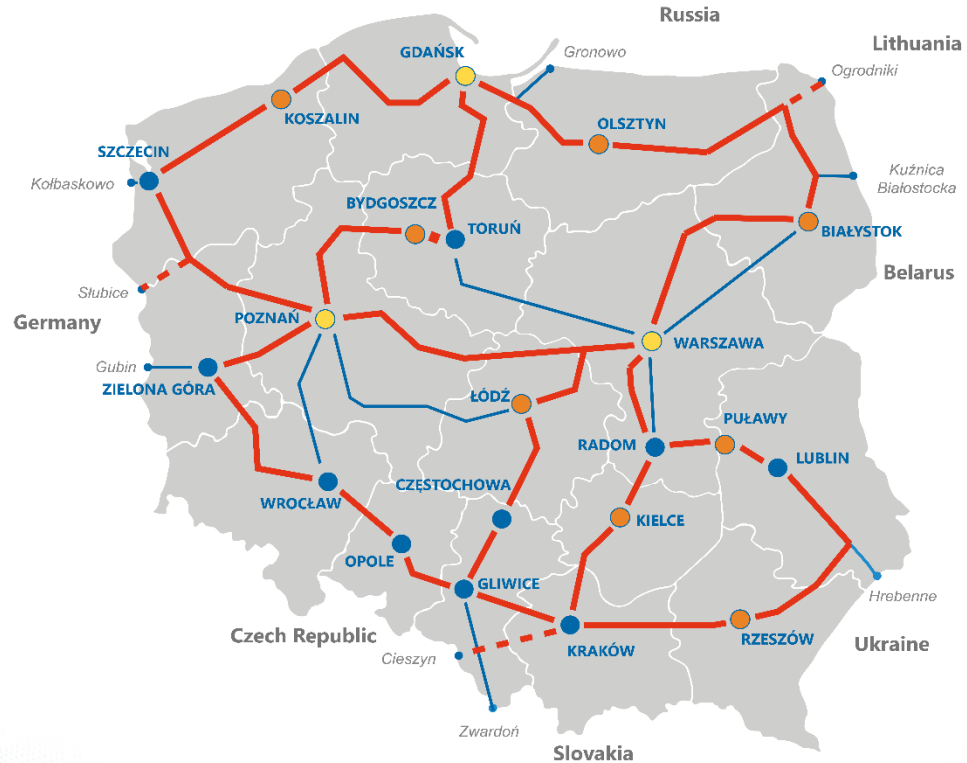 Russia
Lithuania
GDAŃSK
Gronowo
Ogrodniki
KOSZALIN
OLSZTYN
SZCZECIN
Kołbaskowo
Kuźnica
Białostocka
BYDGOSZCZ
TORUŃ
BIAŁYSTOK
Belarus
Słubice
Germany
POZNAŃ
WARSZAWA
Gubin
ZIELONA GÓRA
ŁÓDŹ
PUŁAWY
RADOM
LUBLIN
CZĘSTOCHOWA
WROCŁAW
KIELCE
OPOLE
GLIWICE
Hrebenne
Czech Republic
RZESZÓW
Ukraine
KRAKÓW
Cieszyn
Zwardoń
Slovakia